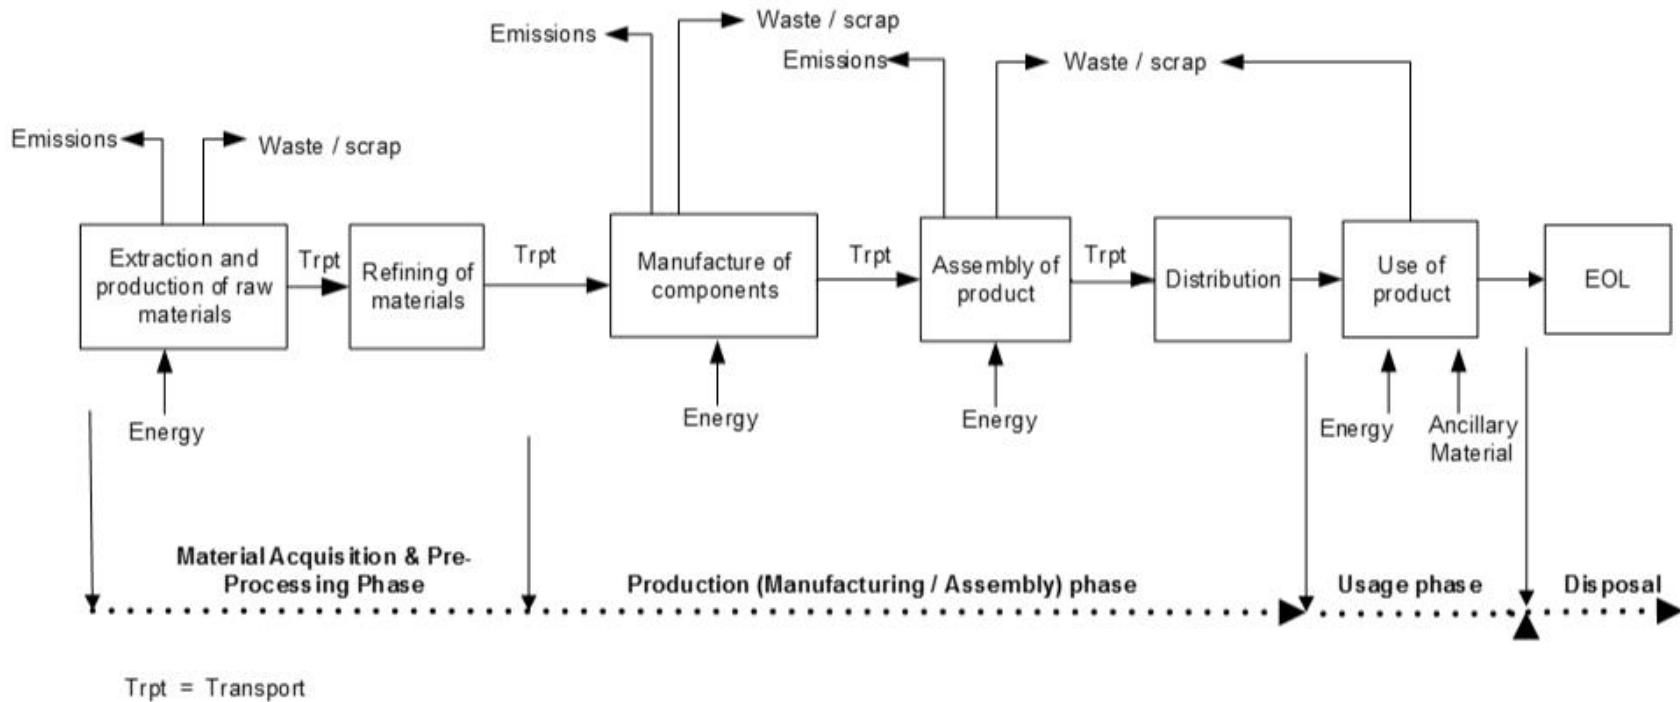 Waste / scrap
Emissions
Emissions
Waste / scrap
Emissions
Waste / scrap
Extraction and
production of raw
materials
Trpt
Refining of
materials
Trpt
Manufacture of
components
Trpt
Assembly of
product
Trpt
Distribution
Use of
product
EOL
Energy
Energy
Energy
Energy
Ancillary
Material
Material Acquisition & Pre-
Processing Phase
Production (Manufacturing / Assembly) phase
Usage phase
Disposal
Trpt = Transport